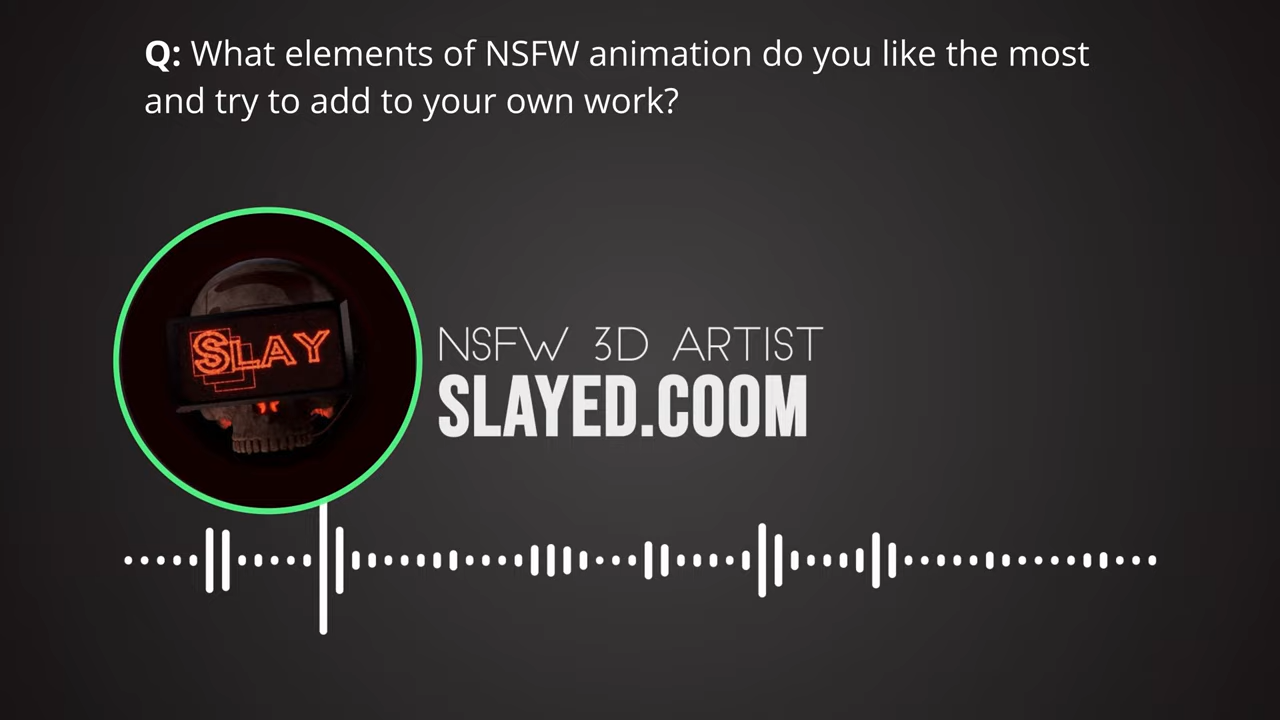 Q: What elements of NSFW animation do you like the most
and try to add to your own work?
SLAY
NSFW 3D ARTIST
SLAYED.COOM